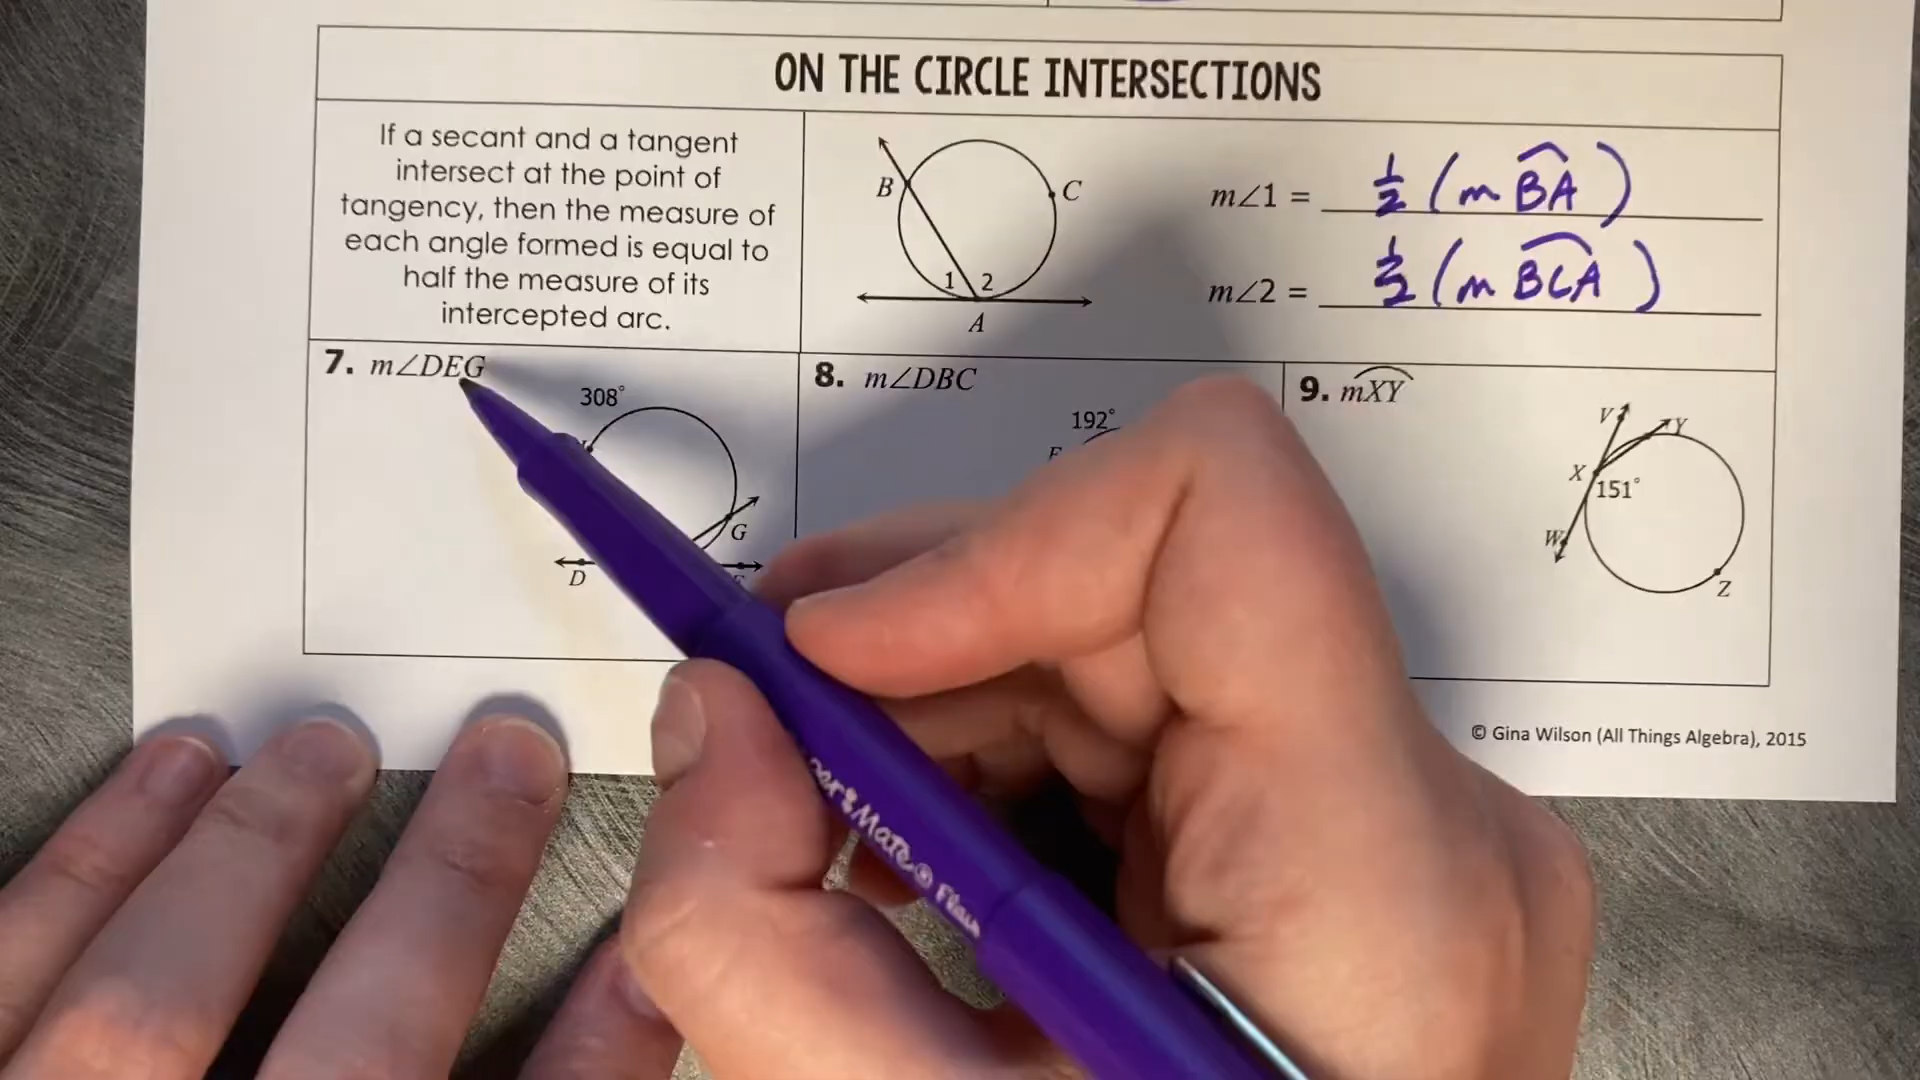 ON THE CIRCLE INTERSECTIONS
If a secant and a tangent
intersect at the point of
tangency, then the measure of
each angle formed is equal to
half the measure of its
intercepted arc.
B
C
1 2
A
m∠1 = ½ (m BA)
m∠2 = ½ (m BCA)
7. m∠DEG
308°
G
D
8. m∠DBC
192°
9. mXY
V
Y
X
151°
W
Z
© Gina Wilson (All Things Algebra), 2015
PaperMate® Flair